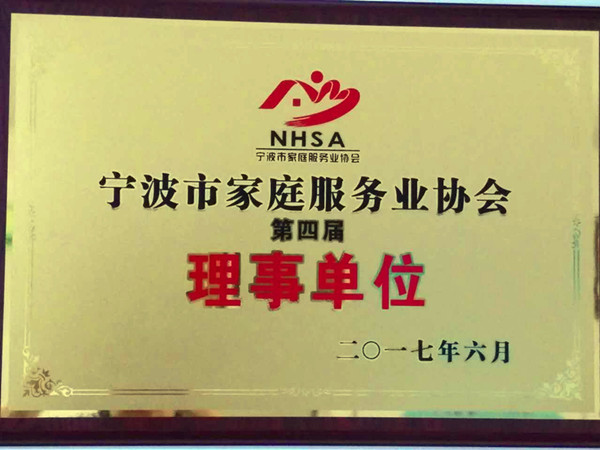 NHSA
宁波市家庭服务业协会
宁波市家庭服务业协会
第四届
理事单位
二〇一七年六月